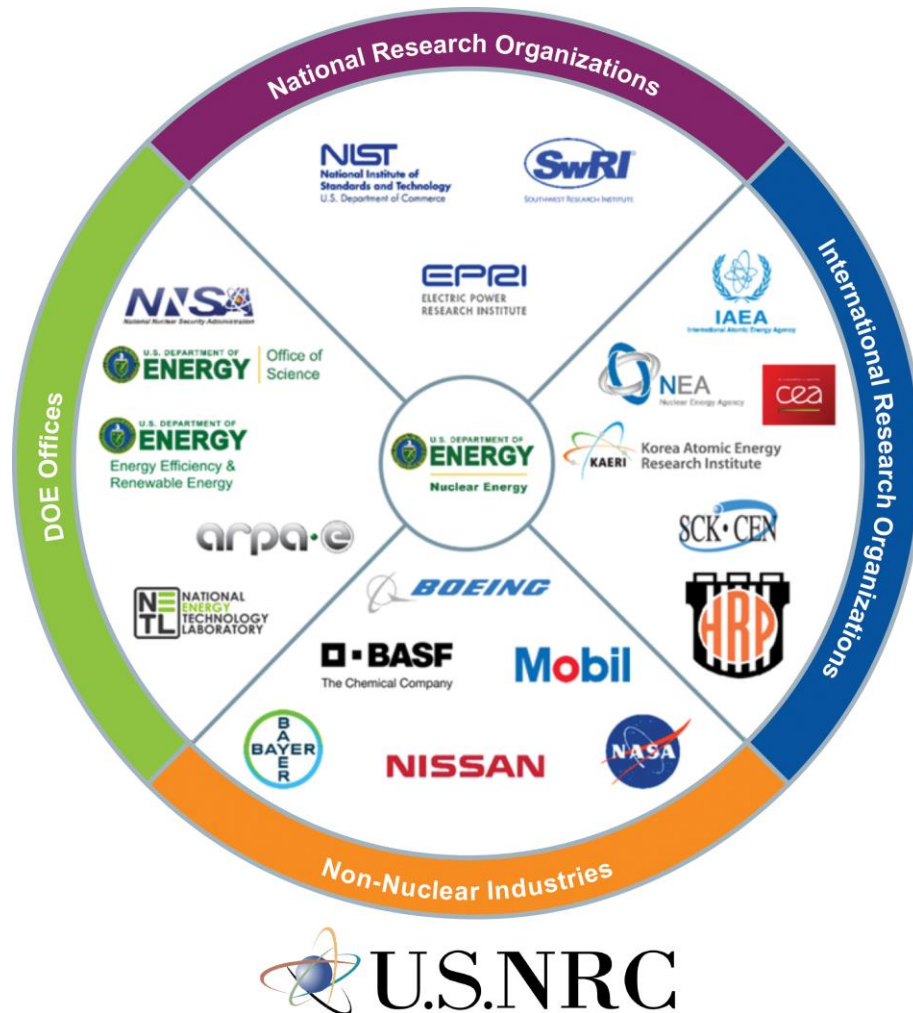 National Research Organizations
NIST
National Institute of
Standards and Technology
U.S. Department of Commerce
SwRI
SOUTHWEST RESEARCH INSTITUTE
EPRI
ELECTRIC POWER
RESEARCH INSTITUTE
International Research Organizations
IAEA
International Atomic Energy Agency
NEA
Nuclear Energy Agency
cea
KAERI
Korea Atomic Energy
Research Institute
SCK·CEN
HRP
DOE Offices
NNSA
National Nuclear Security Administration
U.S. DEPARTMENT OF
ENERGY
Office of
Science
U.S. DEPARTMENT OF
ENERGY
Energy Efficiency &
Renewable Energy
arpa·e
NETL
NATIONAL
ENERGY
TECHNOLOGY
LABORATORY
U.S. DEPARTMENT OF
ENERGY
Nuclear Energy
BOEING
BASF
The Chemical Company
Mobil
BAYER
BAYER
NISSAN
NASA
Non-Nuclear Industries
U.S.NRC